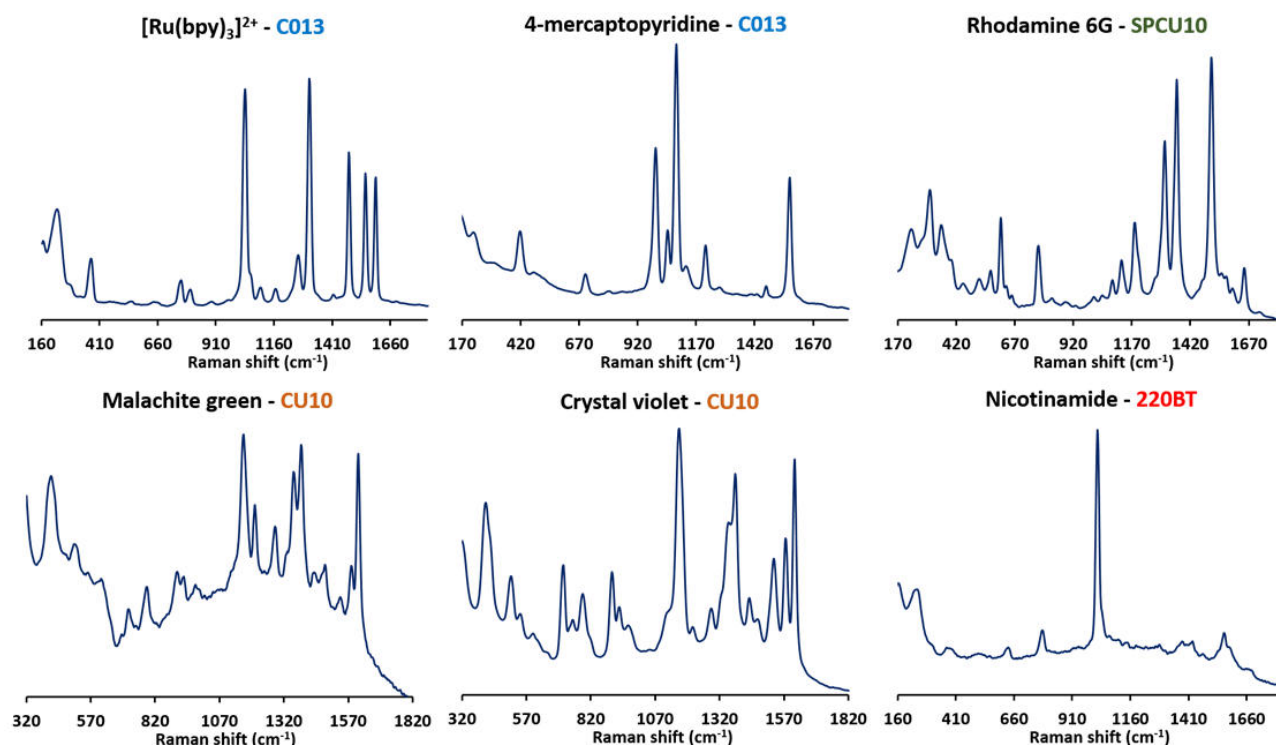 [Ru(bpy)₃]²⁺ - C013
4-mercaptopyridine - C013
Rhodamine 6G - SPCU10
160 410 660 910 1160 1410 1660
Raman shift (cm⁻¹)
170 420 670 920 1170 1420 1670
Raman shift (cm⁻¹)
170 420 670 920 1170 1420 1670
Raman shift (cm⁻¹)
Malachite green - CU10
Crystal violet - CU10
Nicotinamide - 220BT
320 570 820 1070 1320 1570 1820
Raman shift (cm⁻¹)
320 570 820 1070 1320 1570 1820
Raman shift (cm⁻¹)
160 410 660 910 1160 1410 1660
Raman shift (cm⁻¹)